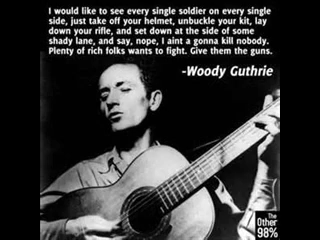 I would like to see every single soldier on every single
side, just take off your helmet, unbuckle your kit, lay
down your rifle, and set down at the side of some
shady lane, and say, nope, I aint a gonna kill nobody.
Plenty of rich folks wants to fight. Give them the guns.
-Woody Guthrie
The
Other
98%